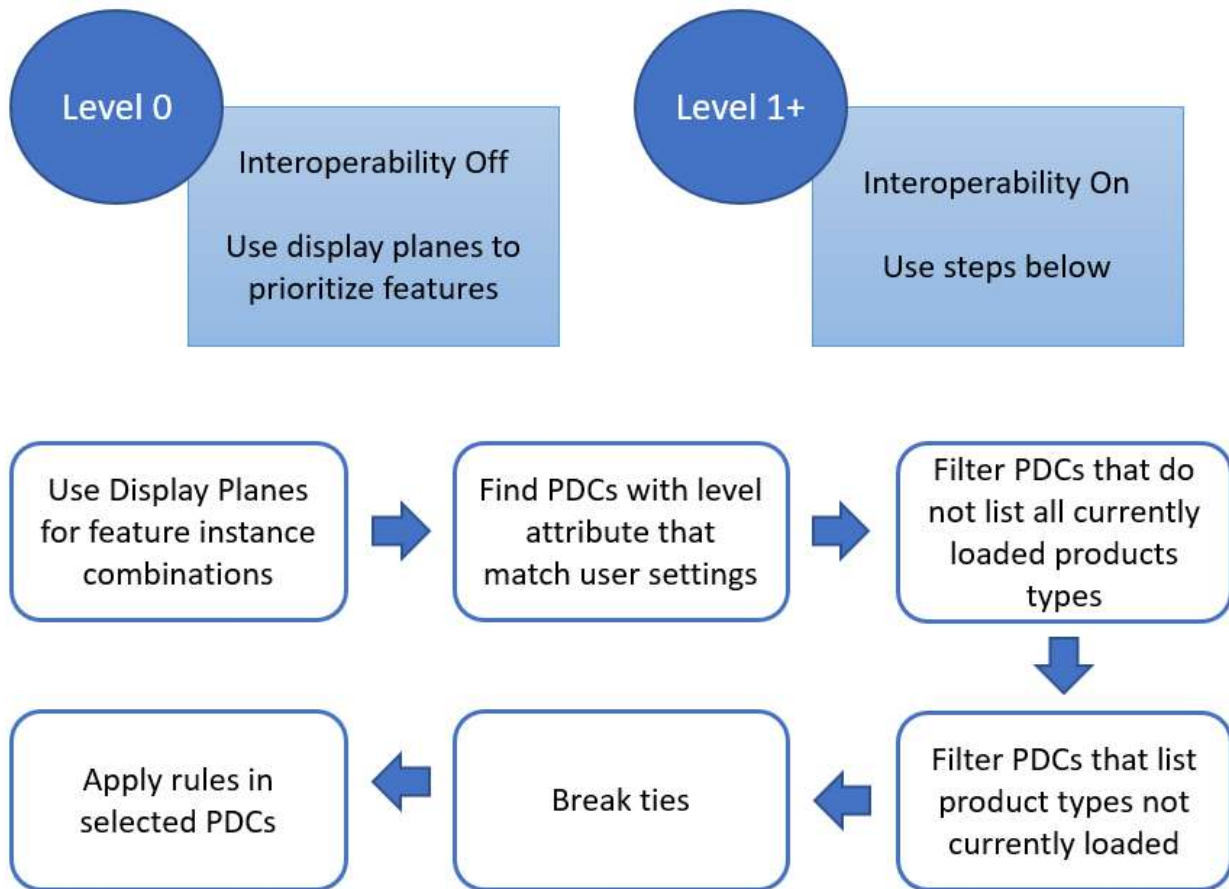 Level 0
Interoperability Off
Use display planes to
prioritize features
Level 1+
Interoperability On
Use steps below
Use Display Planes
for feature instance
combinations
Find PDCs with level
attribute that
match user settings
Filter PDCs that do
not list all currently
loaded products
types
Filter PDCs that list
product types not
currently loaded
Break ties
Apply rules in
selected PDCs